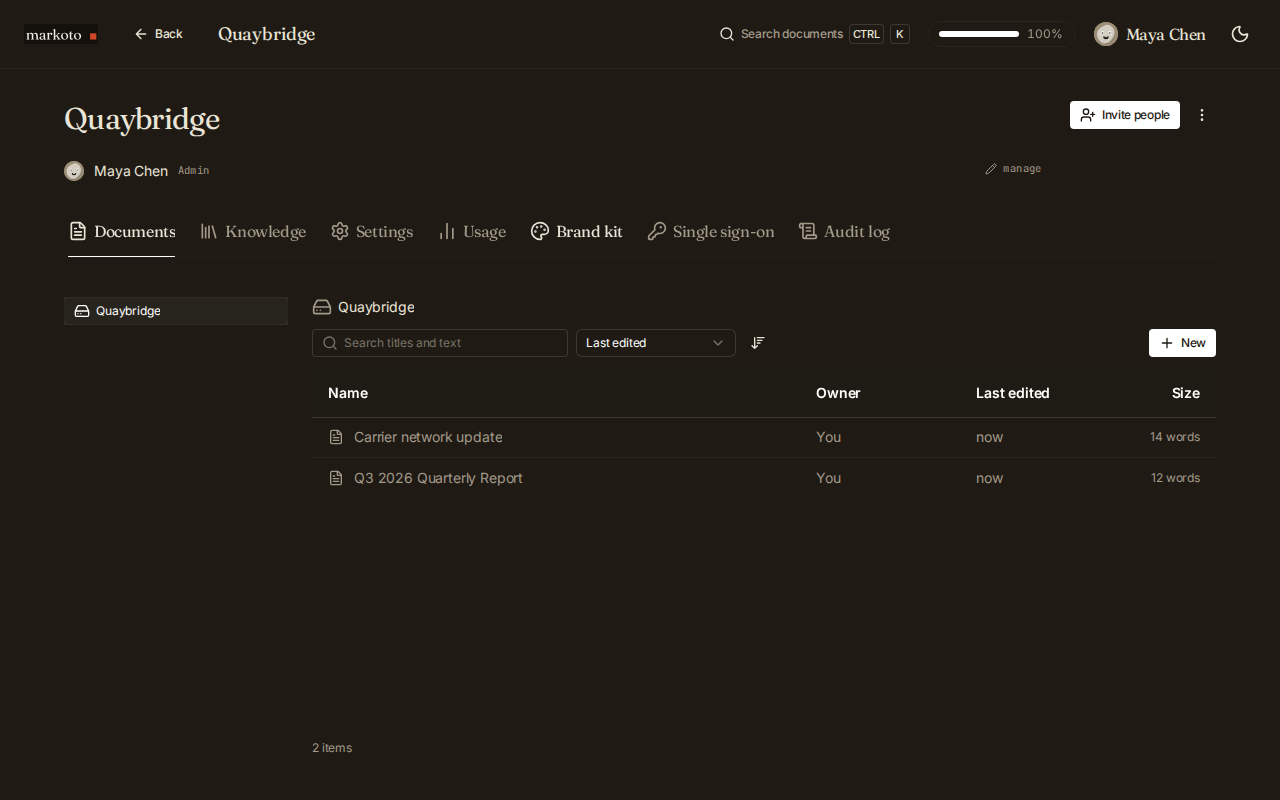 markoto
Back
Quaybridge
Search documents CTRL K
100%
Maya Chen
Quaybridge
Invite people
Maya Chen Admin
manage
Documents
Knowledge
Settings
Usage
Brand kit
Single sign-on
Audit log
Quaybridge
Quaybridge
Search titles and text
Last edited
New
Name Owner Last edited Size
Carrier network update You now 14 words
Q3 2026 Quarterly Report You now 12 words
2 items